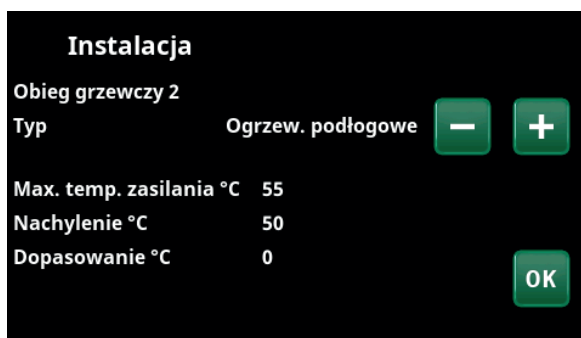 Instalacja
Obieg grzewczy 2
Typ Ogrzew. podłogowe − +
Max. temp. zasilania °C 55
Nachylenie °C 50
Dopasowanie °C 0
OK